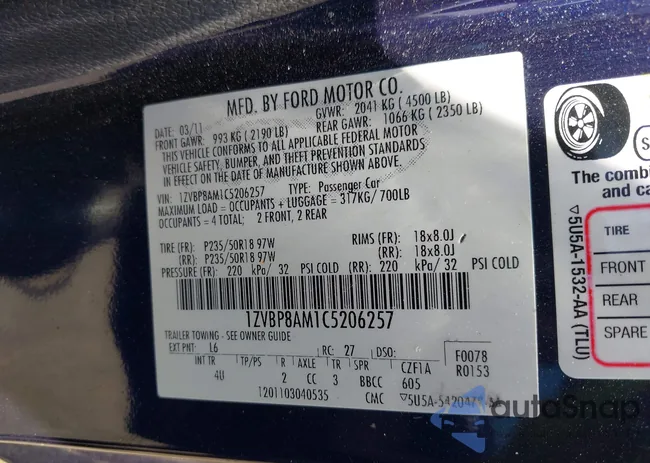 MFD. BY FORD MOTOR CO.
DATE: 03/11 GVWR: 2041 KG ( 4500 LB)
FRONT GAWR: 993 KG ( 2190 LB) REAR GAWR: 1066 KG ( 2350 LB)
THIS VEHICLE CONFORMS TO ALL APPLICABLE FEDERAL MOTOR
VEHICLE SAFETY, BUMPER, AND THEFT PREVENTION STANDARDS
IN EFFECT ON THE DATE OF MANUFACTURE SHOWN ABOVE.
VIN: 1ZVBP8AM1C5206257 TYPE: Passenger Car
MAXIMUM LOAD = OCCUPANTS + LUGGAGE = 317KG/ 700LB
OCCUPANTS = 4 TOTAL; 2 FRONT, 2 REAR
TIRE (FR): P235/50R18 97W RIMS (FR): 18x8.0J
(RR): P235/50R18 97W (RR): 18x8.0J
PRESSURE (FR): 220 kPa/ 32 PSI COLD (RR): 220 kPa/ 32 PSI COLD
1ZVBP8AM1C5206257
TRAILER TOWING - SEE OWNER GUIDE
EXT PNT: L6 RC: 27 DSO: F0078
INT TR TP/PS R AXLE TR SPR CZF1A R0153
4U 2 CC 3 BBCC 605
1201103040535 CMC
The combi
and ca
TIRE
FRONT
REAR
SPARE
5U5A-1532-AA (TLU)
autoSnap